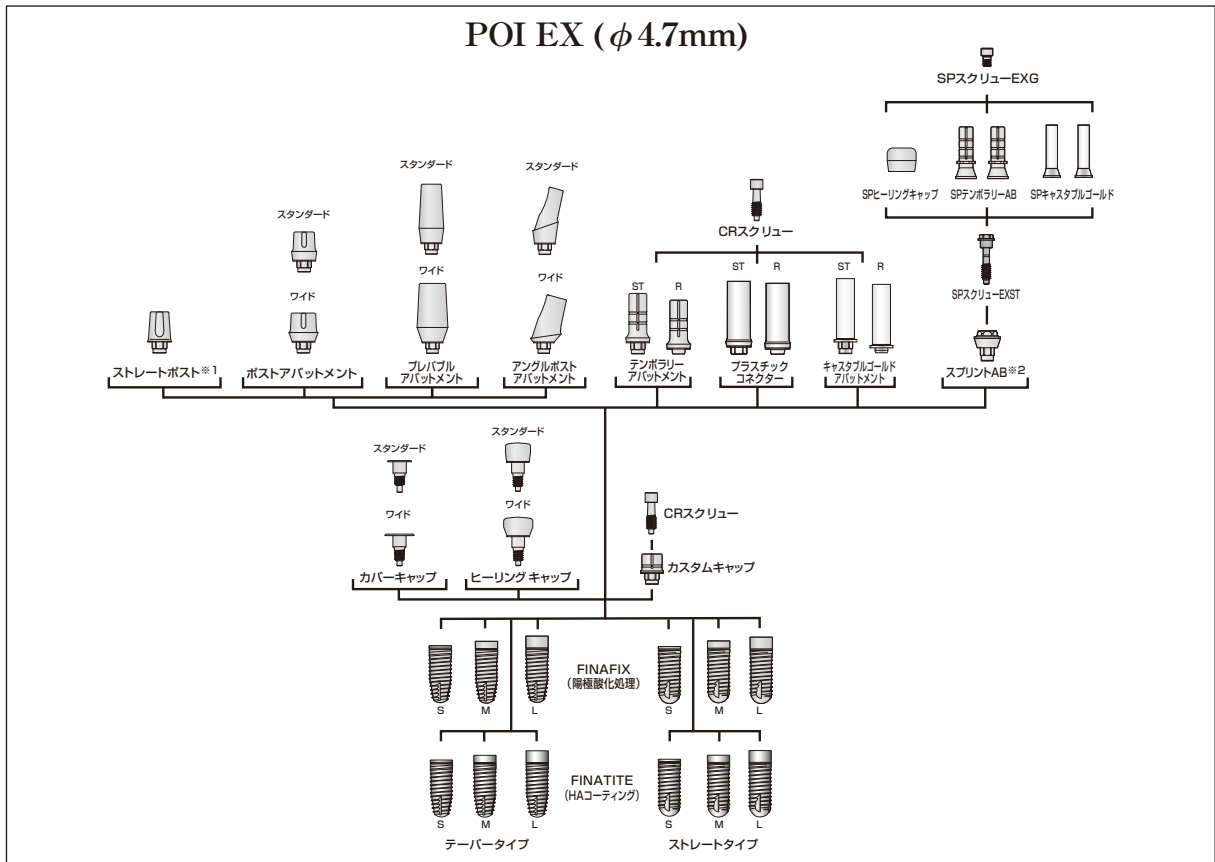 POI EX (φ4.7mm)
SPスクリューEXG
SPヒーリングキャップ
SPテンポラリーAB
SPキャスタブルゴールド
スタンダード
スタンダード
スタンダード
CRスクリュー
ワイド
ワイド
ワイド
ST
R
ST
R
ST
R
SPスクリューEXST
ストレートポスト※1
ポストアバットメント
プレパブル
アバットメント
アングルポスト
アバットメント
テンポラリー
アバットメント
プラスチック
コネクター
キャスタブルゴールド
アバットメント
スプリントAB※2
スタンダード
スタンダード
ワイド
ワイド
CRスクリュー
カバーキャップ
ヒーリングキャップ
カスタムキャップ
FINAFIX
(陽極酸化処理)
S
M
L
S
M
L
FINATITE
(HAコーティング)
S
M
L
S
M
L
テーパータイプ
ストレートタイプ